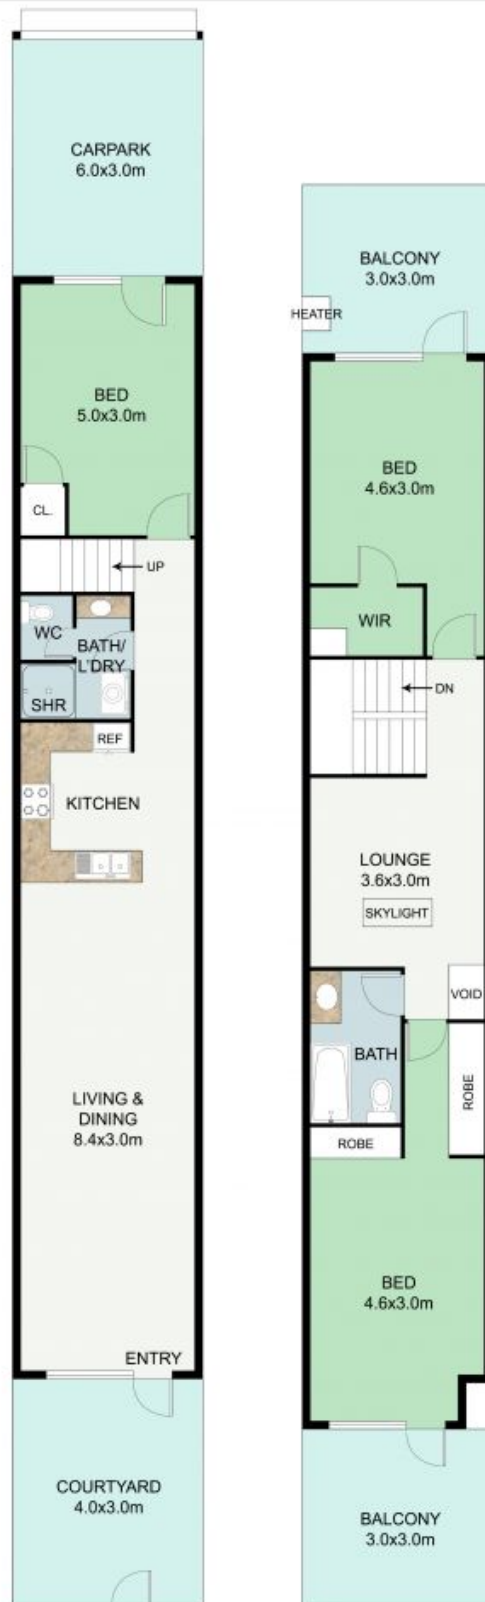 CARPARK
6.0x3.0m
BED
5.0x3.0m
CL.
UP
WC
BATH/
L'DRY
SHR
REF
KITCHEN
LIVING &
DINING
8.4x3.0m
ENTRY
COURTYARD
4.0x3.0m
BALCONY
3.0x3.0m
HEATER
BED
4.6x3.0m
WIR
DN
LOUNGE
3.6x3.0m
SKYLIGHT
VOID
BATH
ROBE
ROBE
BED
4.6x3.0m
BALCONY
3.0x3.0m